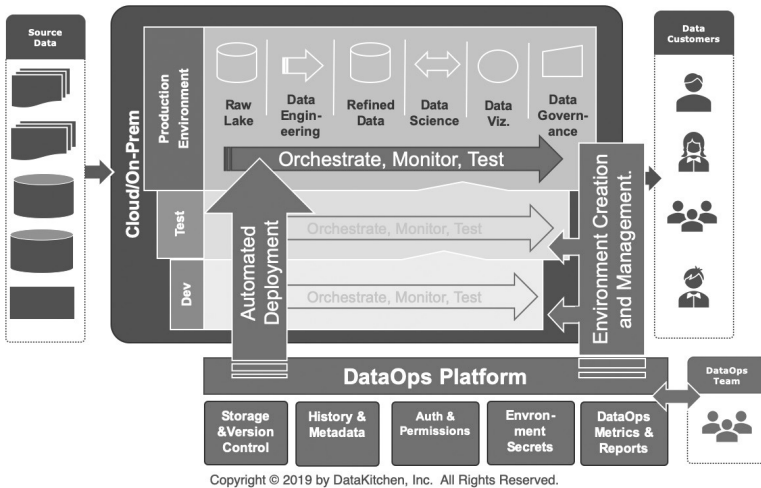 Source
Data
Data
Customers
Cloud/On-Prem
Production
Environment
Raw
Lake
Data
Engin-
eering
Refined
Data
Data
Science
Data
Viz.
Data
Govern-
ance
Orchestrate, Monitor, Test
Test
Orchestrate, Monitor, Test
Dev
Orchestrate, Monitor, Test
Automated
Deployment
Environment Creation
and Management.
DataOps Platform
DataOps
Team
Storage
&Version
Control
History &
Metadata
Auth &
Permissions
Envron-
ment
Secrets
DataOps
Metrics &
Reports
Copyright © 2019 by DataKitchen, Inc. All Rights Reserved.